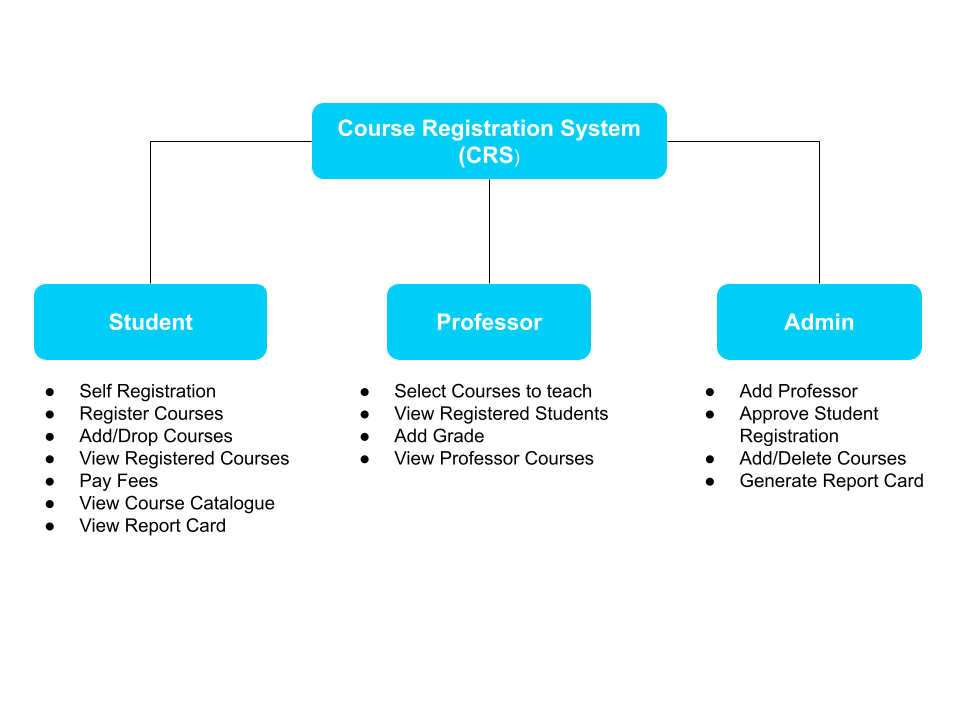 Course Registration System
(CRS)
Student
Professor
Admin
● Self Registration
● Register Courses
● Add/Drop Courses
● View Registered Courses
● Pay Fees
● View Course Catalogue
● View Report Card
● Select Courses to teach
● View Registered Students
● Add Grade
● View Professor Courses
● Add Professor
● Approve Student
Registration
● Add/Delete Courses
● Generate Report Card